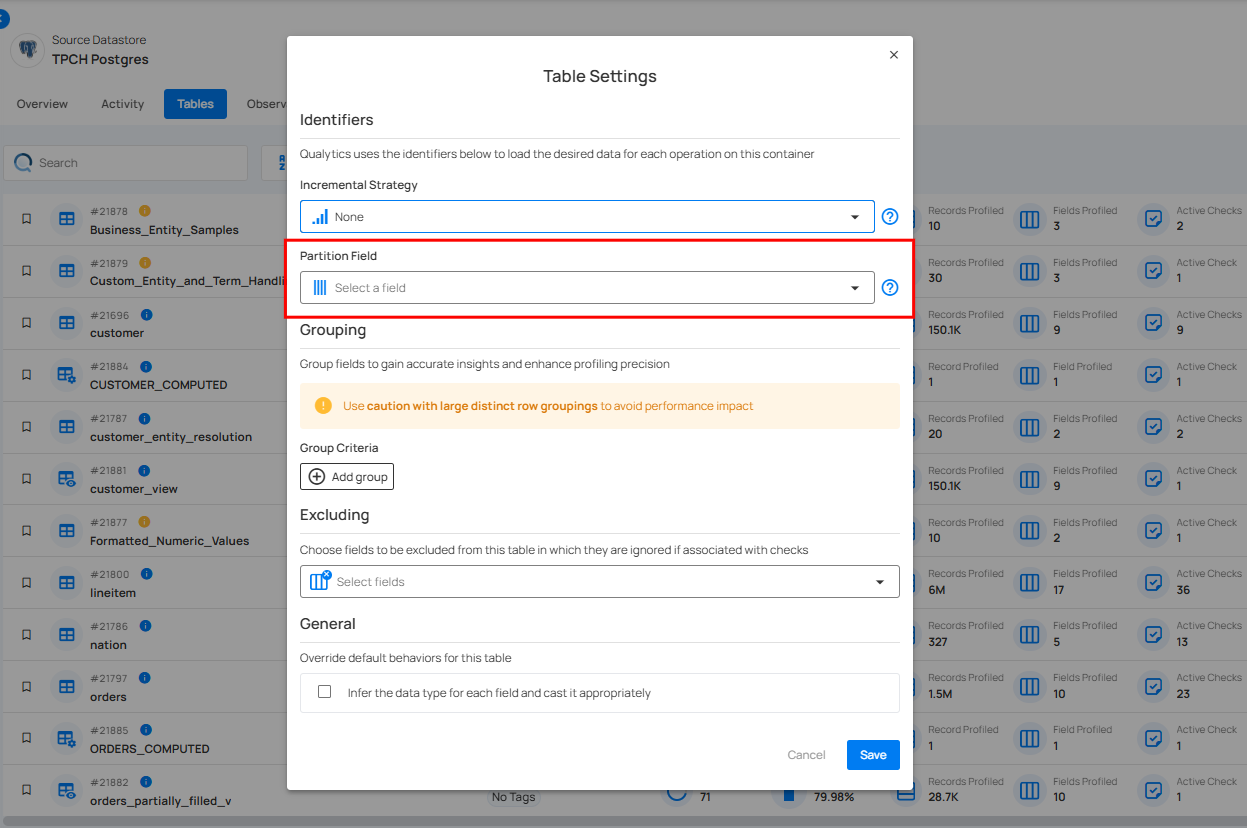 Source Datastore
TPCH Postgres
Overview
Activity
Tables
Observ
Search
Table Settings
Identifiers
Qualytics uses the identifiers below to load the desired data for each operation on this container
Incremental Strategy
None
Partition Field
Select a field
Grouping
Group fields to gain accurate insights and enhance profiling precision
Use caution with large distinct row groupings to avoid performance impact
Group Criteria
Add group
Excluding
Choose fields to be excluded from this table in which they are ignored if associated with checks
Select fields
General
Override default behaviors for this table
Infer the data type for each field and cast it appropriately
Cancel
Save
#21878
Business_Entity_Samples
Records Profiled
10
Fields Profiled
3
Active Checks
2
#21879
Custom_Entity_and_Term_Handli
Records Profiled
30
Fields Profiled
3
Active Check
1
#21696
customer
Records Profiled
150.1K
Fields Profiled
9
Active Checks
9
#21884
CUSTOMER_COMPUTED
Record Profiled
1
Field Profiled
1
Active Check
1
#21787
customer_entity_resolution
Records Profiled
20
Fields Profiled
2
Active Checks
2
#21881
customer_view
Records Profiled
150.1K
Fields Profiled
9
Active Check
1
#21877
Formatted_Numeric_Values
Records Profiled
10
Fields Profiled
2
Active Check
1
#21800
lineitem
Records Profiled
6M
Fields Profiled
17
Active Checks
36
#21786
nation
Records Profiled
327
Fields Profiled
5
Active Checks
13
#21797
orders
Records Profiled
1.5M
Fields Profiled
10
Active Checks
23
#21885
ORDERS_COMPUTED
Record Profiled
1
Field Profiled
1
Active Check
1
#21882
orders_partially_filled_v
No Tags
71
79.98%
Records Profiled
28.7K
Fields Profiled
10
Active Check
1